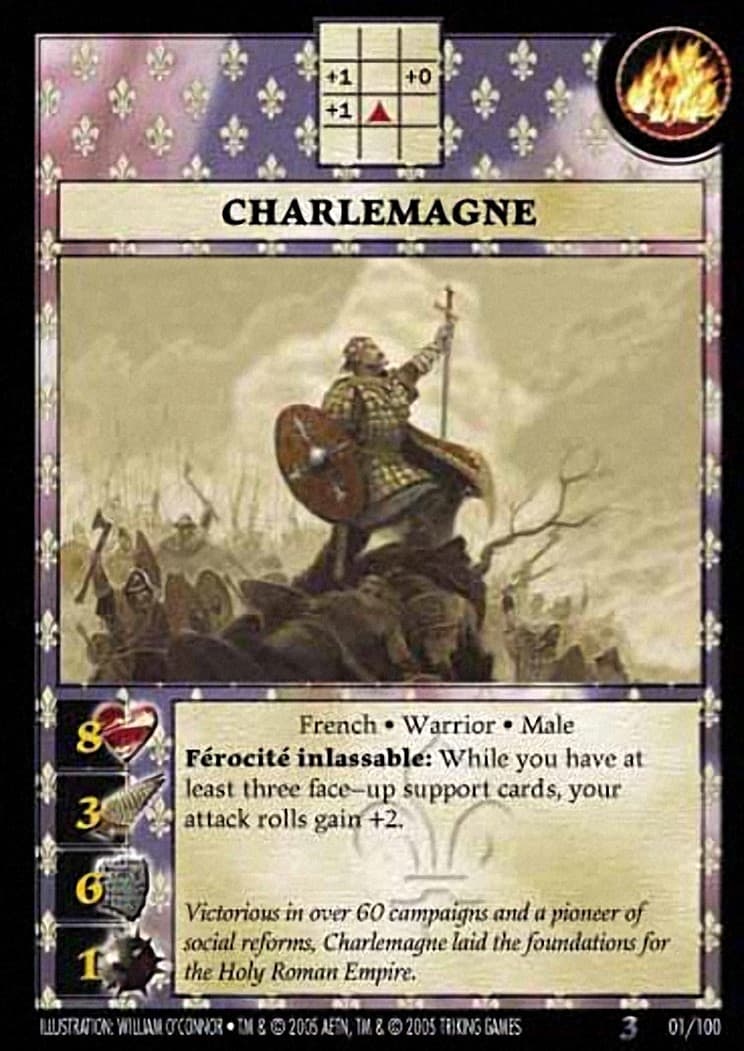 +1 +0
+1
CHARLEMAGNE
8
French • Warrior • Male
Férocité inlassable: While you have at
3
least three face-up support cards, your
attack rolls gain +2.
6
Victorious in over 60 campaigns and a pioneer of
social reforms, Charlemagne laid the foundations for
1
the Holy Roman Empire.
ILLUSTRATION: WILLIAM O'CONNOR • TM & © 2005 AETN, TM & © 2005 TRIKING GAMES 3 01/100